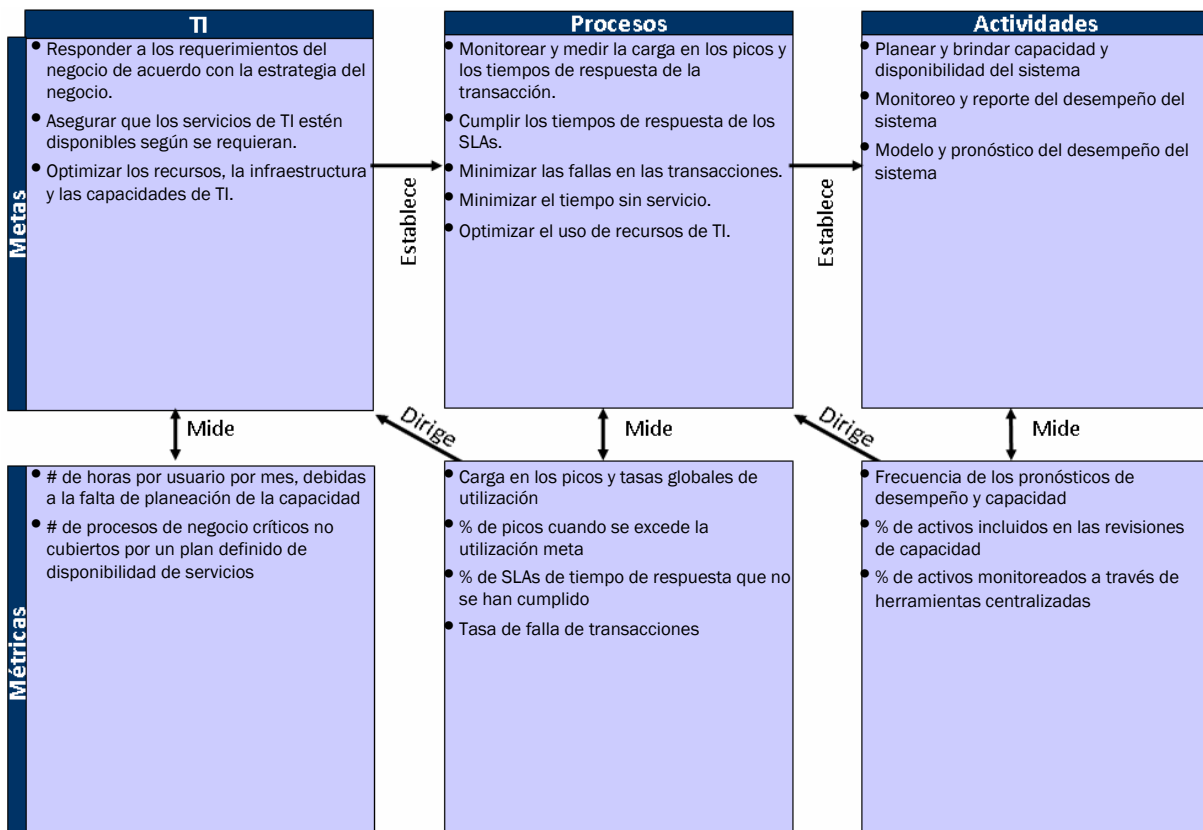 TI
Procesos
Actividades
Metas
• Responder a los requerimientos del
negocio de acuerdo con la estrategia del
negocio.
• Asegurar que los servicios de TI estén
disponibles según se requieran.
• Optimizar los recursos, la infraestructura
y las capacidades de TI.
Establece
• Monitorear y medir la carga en los picos y
los tiempos de respuesta de la
transacción.
• Cumplir los tiempos de respuesta de los
SLAs.
• Minimizar las fallas en las transacciones.
• Minimizar el tiempo sin servicio.
• Optimizar el uso de recursos de TI.
Establece
• Planear y brindar capacidad y
disponibilidad del sistema
• Monitoreo y reporte del desempeño del
sistema
• Modelo y pronóstico del desempeño del
sistema
Mide
Dirige
Mide
Dirige
Mide
Métricas
• # de horas por usuario por mes, debidas
a la falta de planeación de la capacidad
• # de procesos de negocio críticos no
cubiertos por un plan definido de
disponibilidad de servicios
• Carga en los picos y tasas globales de
utilización
• % de picos cuando se excede la
utilización meta
• % de SLAs de tiempo de respuesta que no
se han cumplido
• Tasa de falla de transacciones
• Frecuencia de los pronósticos de
desempeño y capacidad
• % de activos incluidos en las revisiones
de capacidad
• % de activos monitoreados a través de
herramientas centralizadas